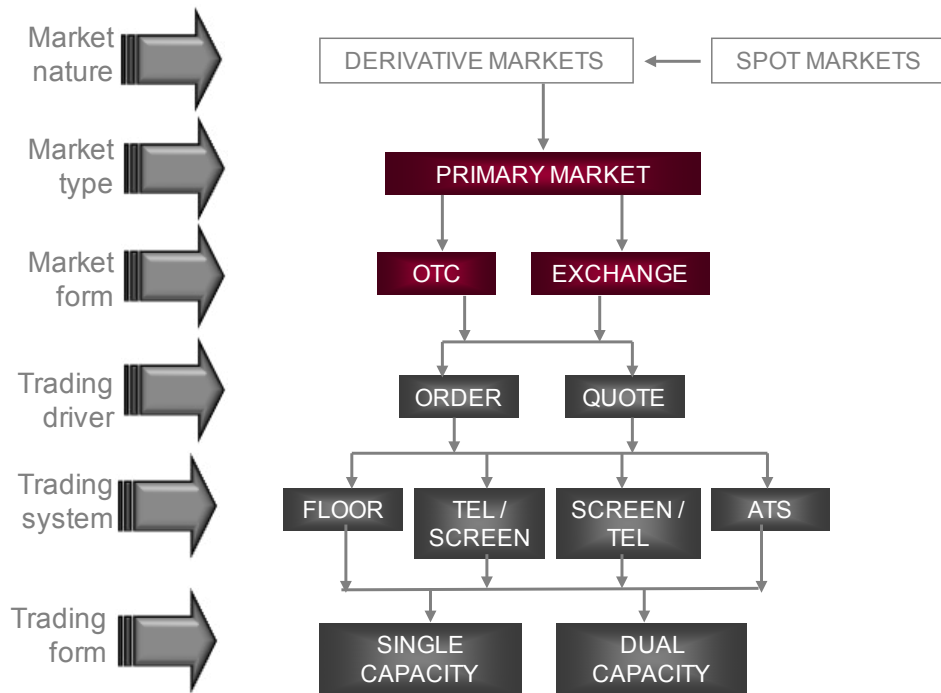 Market
nature
DERIVATIVE MARKETS
SPOT MARKETS
Market
type
PRIMARY MARKET
Market
form
OTC
EXCHANGE
Trading
driver
ORDER
QUOTE
Trading
system
FLOOR
TEL /
SCREEN
SCREEN /
TEL
ATS
Trading
form
SINGLE
CAPACITY
DUAL
CAPACITY